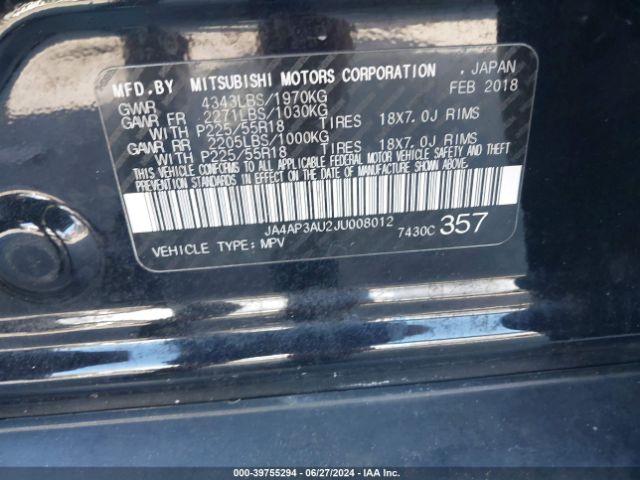 MFD.BY MITSUBISHI MOTORS CORPORATION , JAPAN
GWWR 4343LBS/1970KG FEB 2018
GAWR FR 2271LBS/1030KG
WITH P225/55R18 TIRES 18X7.0J RIMS
GAWR RR 2205LBS/1000KG
WITH P225/55R18 TIRES 18X7.0J RIMS
THIS VEHICLE CONFORMS TO ALL APPLICABLE FEDERAL MOTOR VEHICLE SAFETY AND THEFT
PREVENTION STANDARDS IN EFFECT ON THE DATE OF MANUFACTURE SHOWN ABOVE.
JA4AP3AU2JU008012
VEHICLE TYPE: MPV 7430C 357
000-39755294 - 06/27/2024 - IAAI.COM